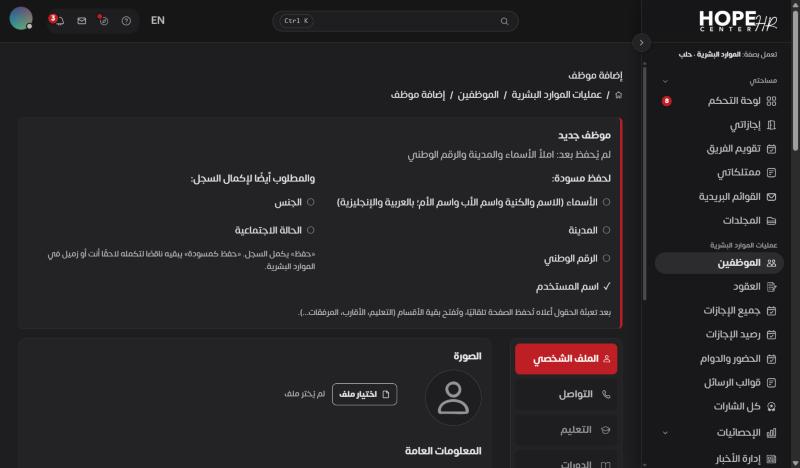 HOPE HR
CENTER
تعمل بصفة: الموارد البشرية - حلب
مساحتي
لوحة التحكم
8
إجازاتي
تقويم الفريق
ممتلكاتي
القوائم البريدية
المجلدات
عمليات الموارد البشرية
الموظفين
العقود
جميع الإجازات
رصيد الإجازات
الحضور والدوام
قوالب الرسائل
كل الشارات
الإحصائيات
إدارة الأخبار
Ctrl K
EN
3
إضافة موظف
/ عمليات الموارد البشرية / الموظفين / إضافة موظف
موظف جديد
لم يُحفظ بعد: املأ الأسماء والمدينة والرقم الوطني
لحفظ مسودة:
الأسماء (الاسم والكنية واسم الأب واسم الأم؛ بالعربية والإنجليزية)
المدينة
الرقم الوطني
اسم المستخدم
والمطلوب أيضًا لإكمال السجل:
الجنس
الحالة الاجتماعية
«حفظ» يكمل السجل. «حفظ كمسودة» يبقيه ناقصًا لتكمله لاحقًا أنت أو زميل في
الموارد البشرية.
بعد تعبئة الحقول أعلاه تُحفظ الصفحة تلقائيًا، وتُفتح بقية الأقسام (التعليم، الأقارب، المرفقات...).
الملف الشخصي
التواصل
التعليم
الدورات
الصورة
اختيار ملف
لم يُختر ملف
المعلومات العامة